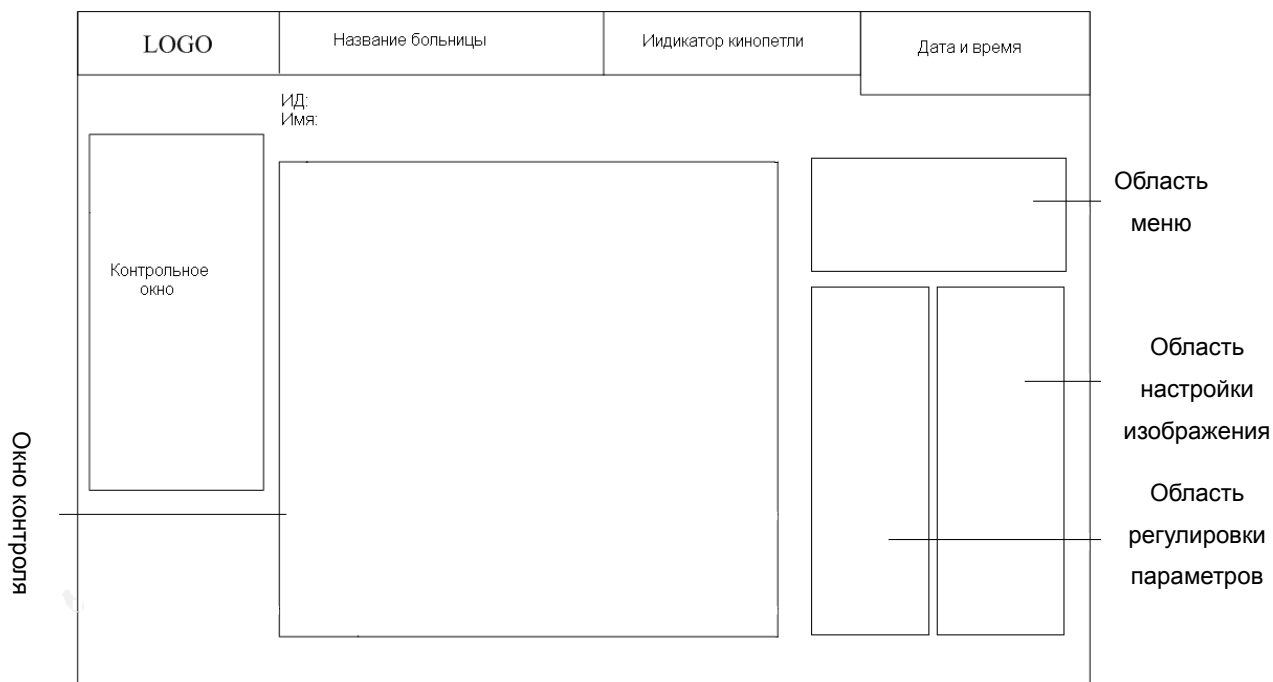 LOGO
Название больницы
Иидикатор кинопетли
Дата и время
ИД:
Имя:
Контрольное
окно
Окно контроля
Область
меню
Область
настройки
изображения
Область
регулировки
параметров